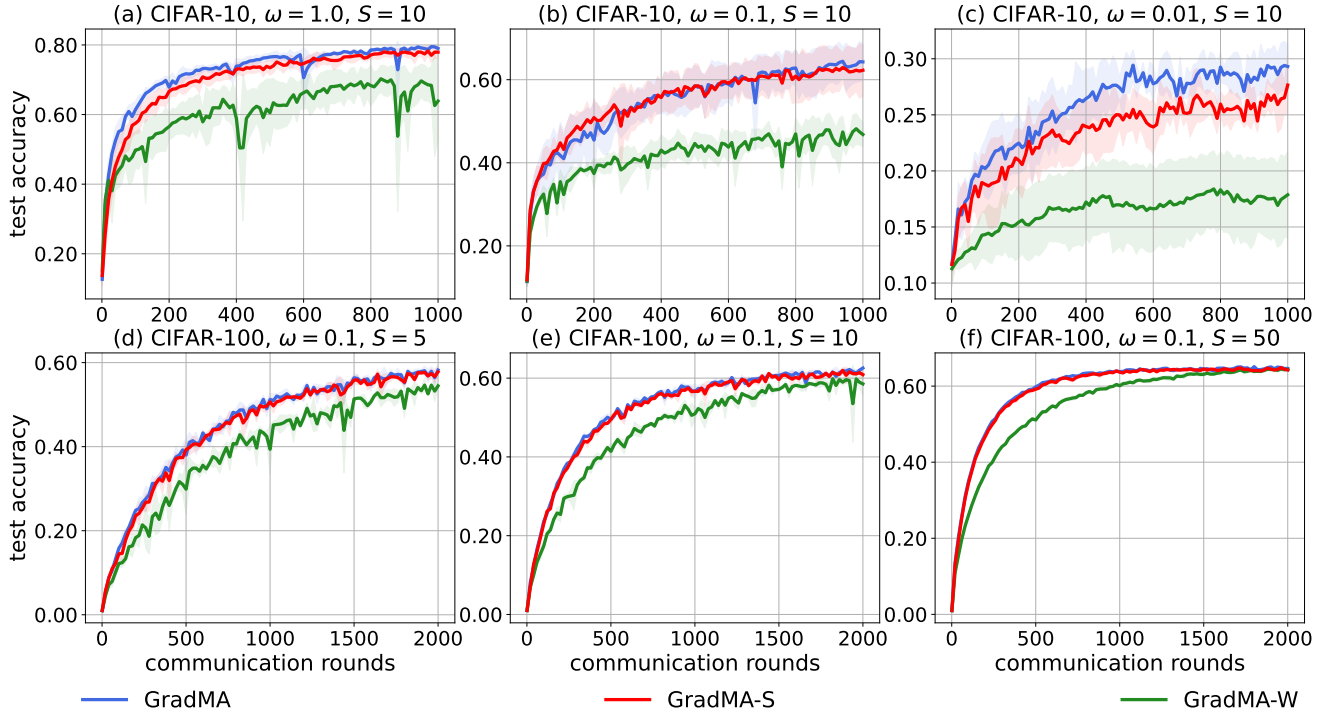 (a) CIFAR-10, ω = 1.0, S = 10
(b) CIFAR-10, ω = 0.1, S = 10
(c) CIFAR-10, ω = 0.01, S = 10
test accuracy
0.80
0.60
0.40
0.20
0 200 400 600 800 1000
0.60
0.40
0.20
0 200 400 600 800 1000
0.30
0.25
0.20
0.15
0.10
0 200 400 600 800 1000
(d) CIFAR-100, ω = 0.1, S = 5
(e) CIFAR-100, ω = 0.1, S = 10
(f) CIFAR-100, ω = 0.1, S = 50
test accuracy
0.60
0.40
0.20
0.00
0 500 1000 1500 2000
communication rounds
0.60
0.40
0.20
0.00
0 500 1000 1500 2000
communication rounds
0.60
0.40
0.20
0.00
0 500 1000 1500 2000
communication rounds
GradMA
GradMA-S
GradMA-W